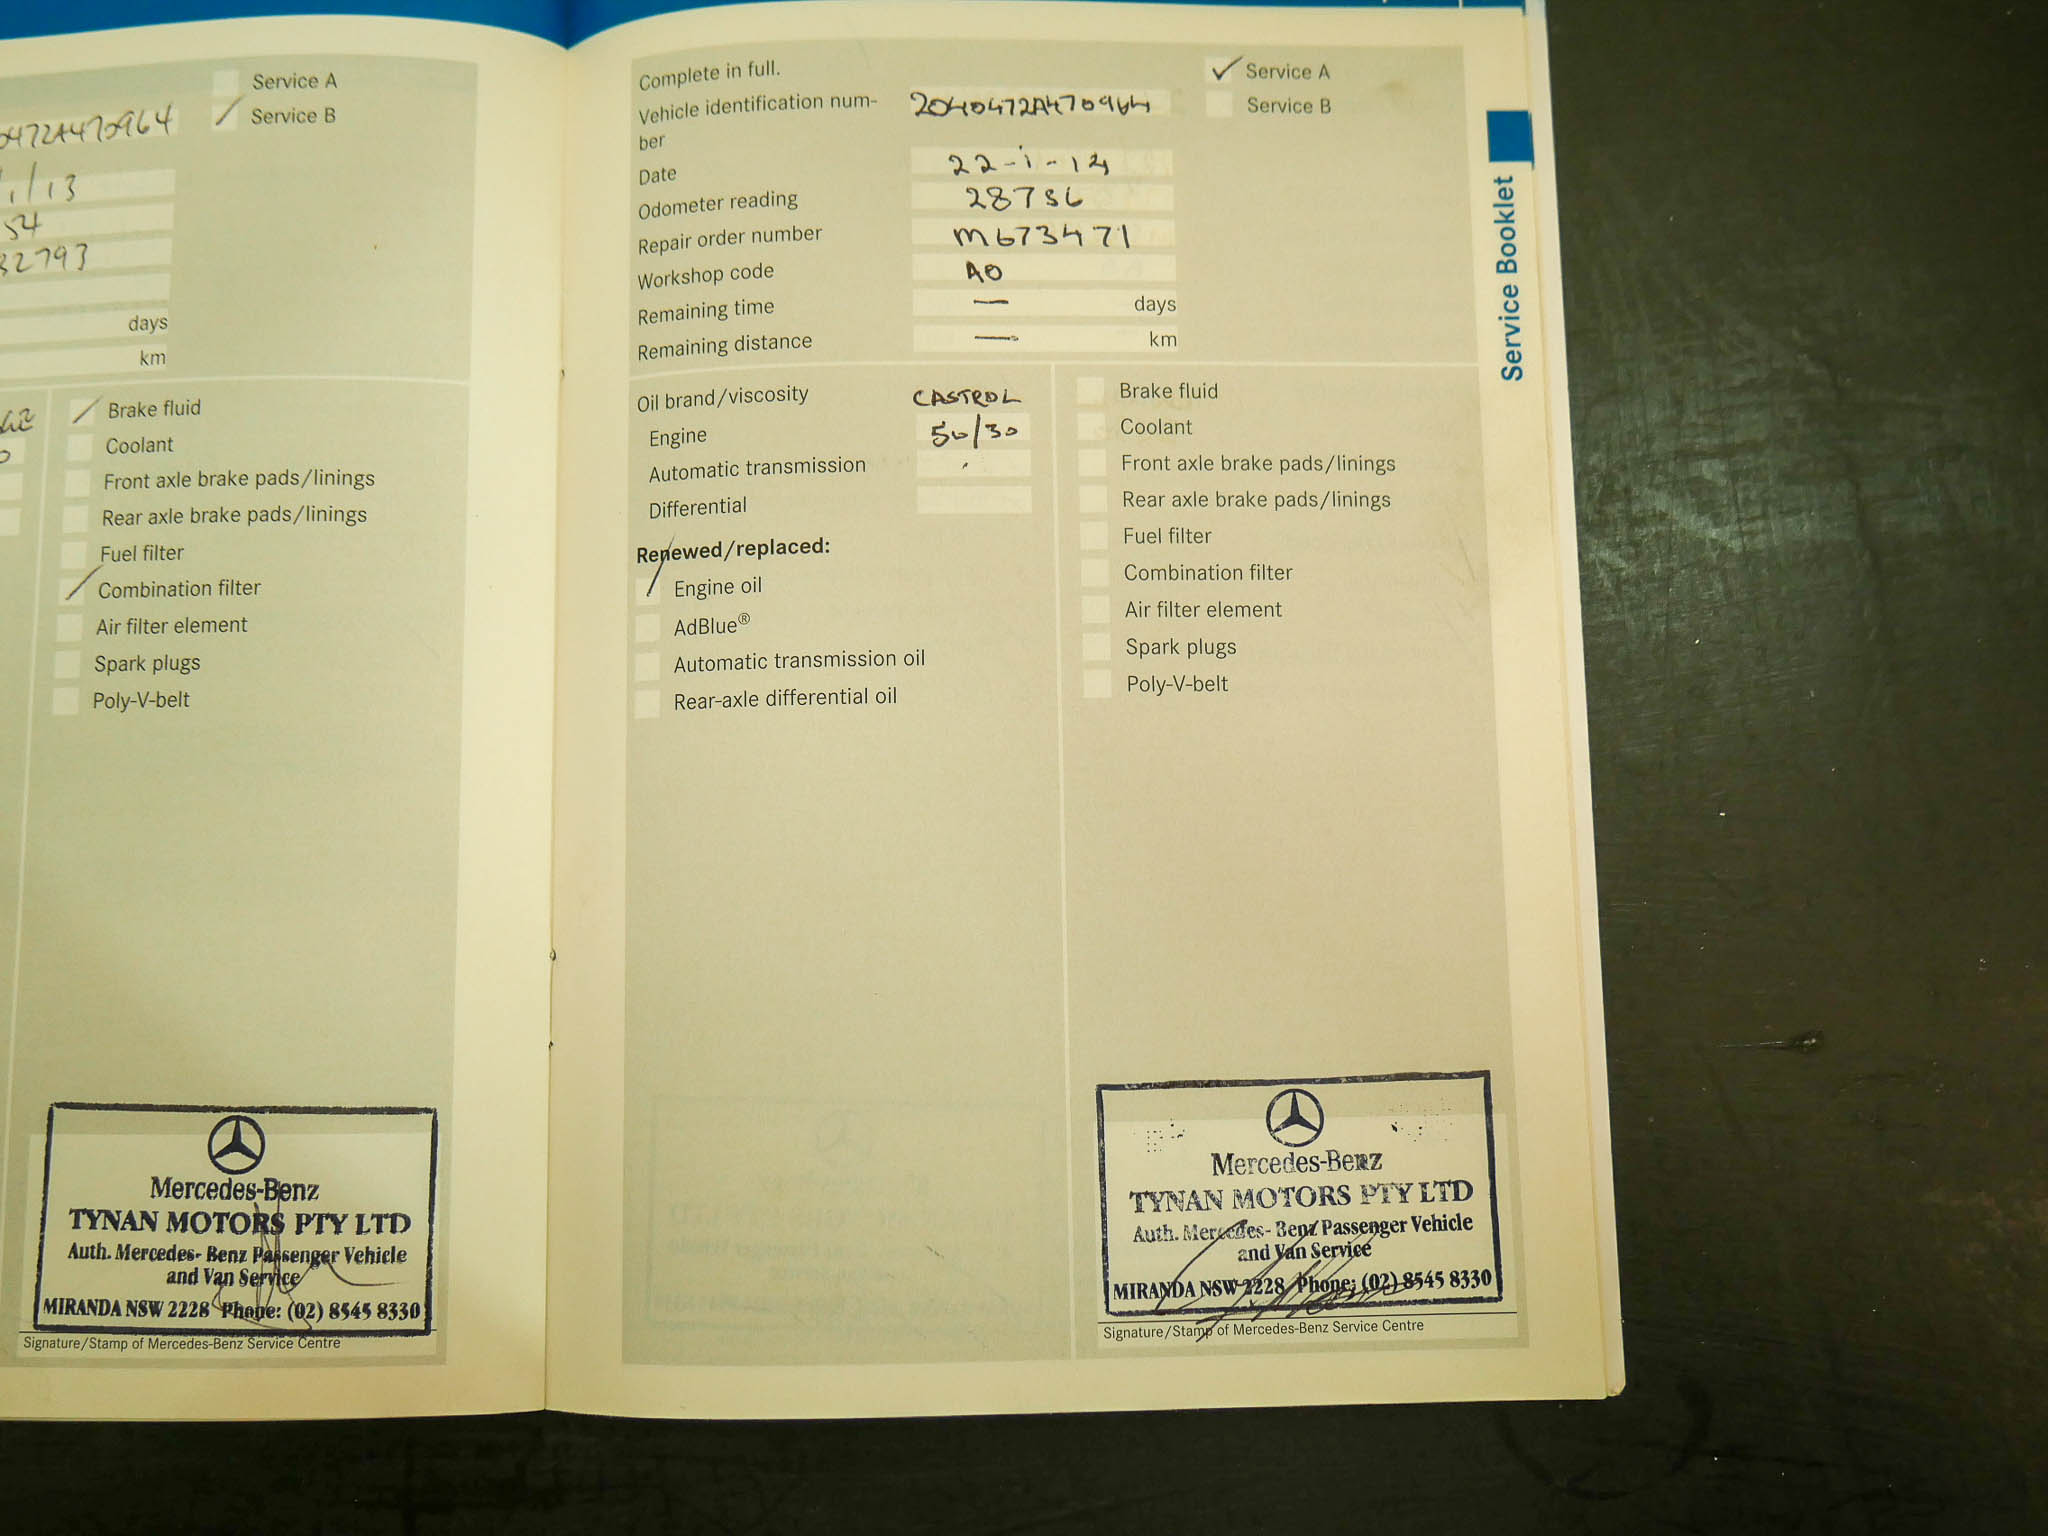 Service A
Service B
0472A470964
1/13
54
32793
days
km
Brake fluid
Coolant
Front axle brake pads/linings
Rear axle brake pads/linings
Fuel filter
Combination filter
Air filter element
Spark plugs
Poly-V-belt
Mercedes-Benz
TYNAN MOTORS PTY LTD
Auth. Mercedes- Benz Passenger Vehicle
and Van Service
MIRANDA NSW 2228 Phone: (02) 8545 8330
Signature/Stamp of Mercedes-Benz Service Centre
Complete in full.
Service A
Vehicle identification num- 2040472A470964
ber
Service B
Date 22-1-14
Odometer reading 28736
Repair order number M673471
Workshop code AO
Remaining time — days
Remaining distance — km
Oil brand/viscosity CASTROL
Engine 50/30
Automatic transmission
Differential
Renewed/replaced:
Engine oil
AdBlue®
Automatic transmission oil
Rear-axle differential oil
Brake fluid
Coolant
Front axle brake pads/linings
Rear axle brake pads/linings
Fuel filter
Combination filter
Air filter element
Spark plugs
Poly-V-belt
Mercedes-Benz
TYNAN MOTORS PTY LTD
Auth. Mercedes- Benz Passenger Vehicle
and Van Service
MIRANDA NSW 2228 Phone: (02) 8545 8330
Signature/Stamp of Mercedes-Benz Service Centre
Service Booklet